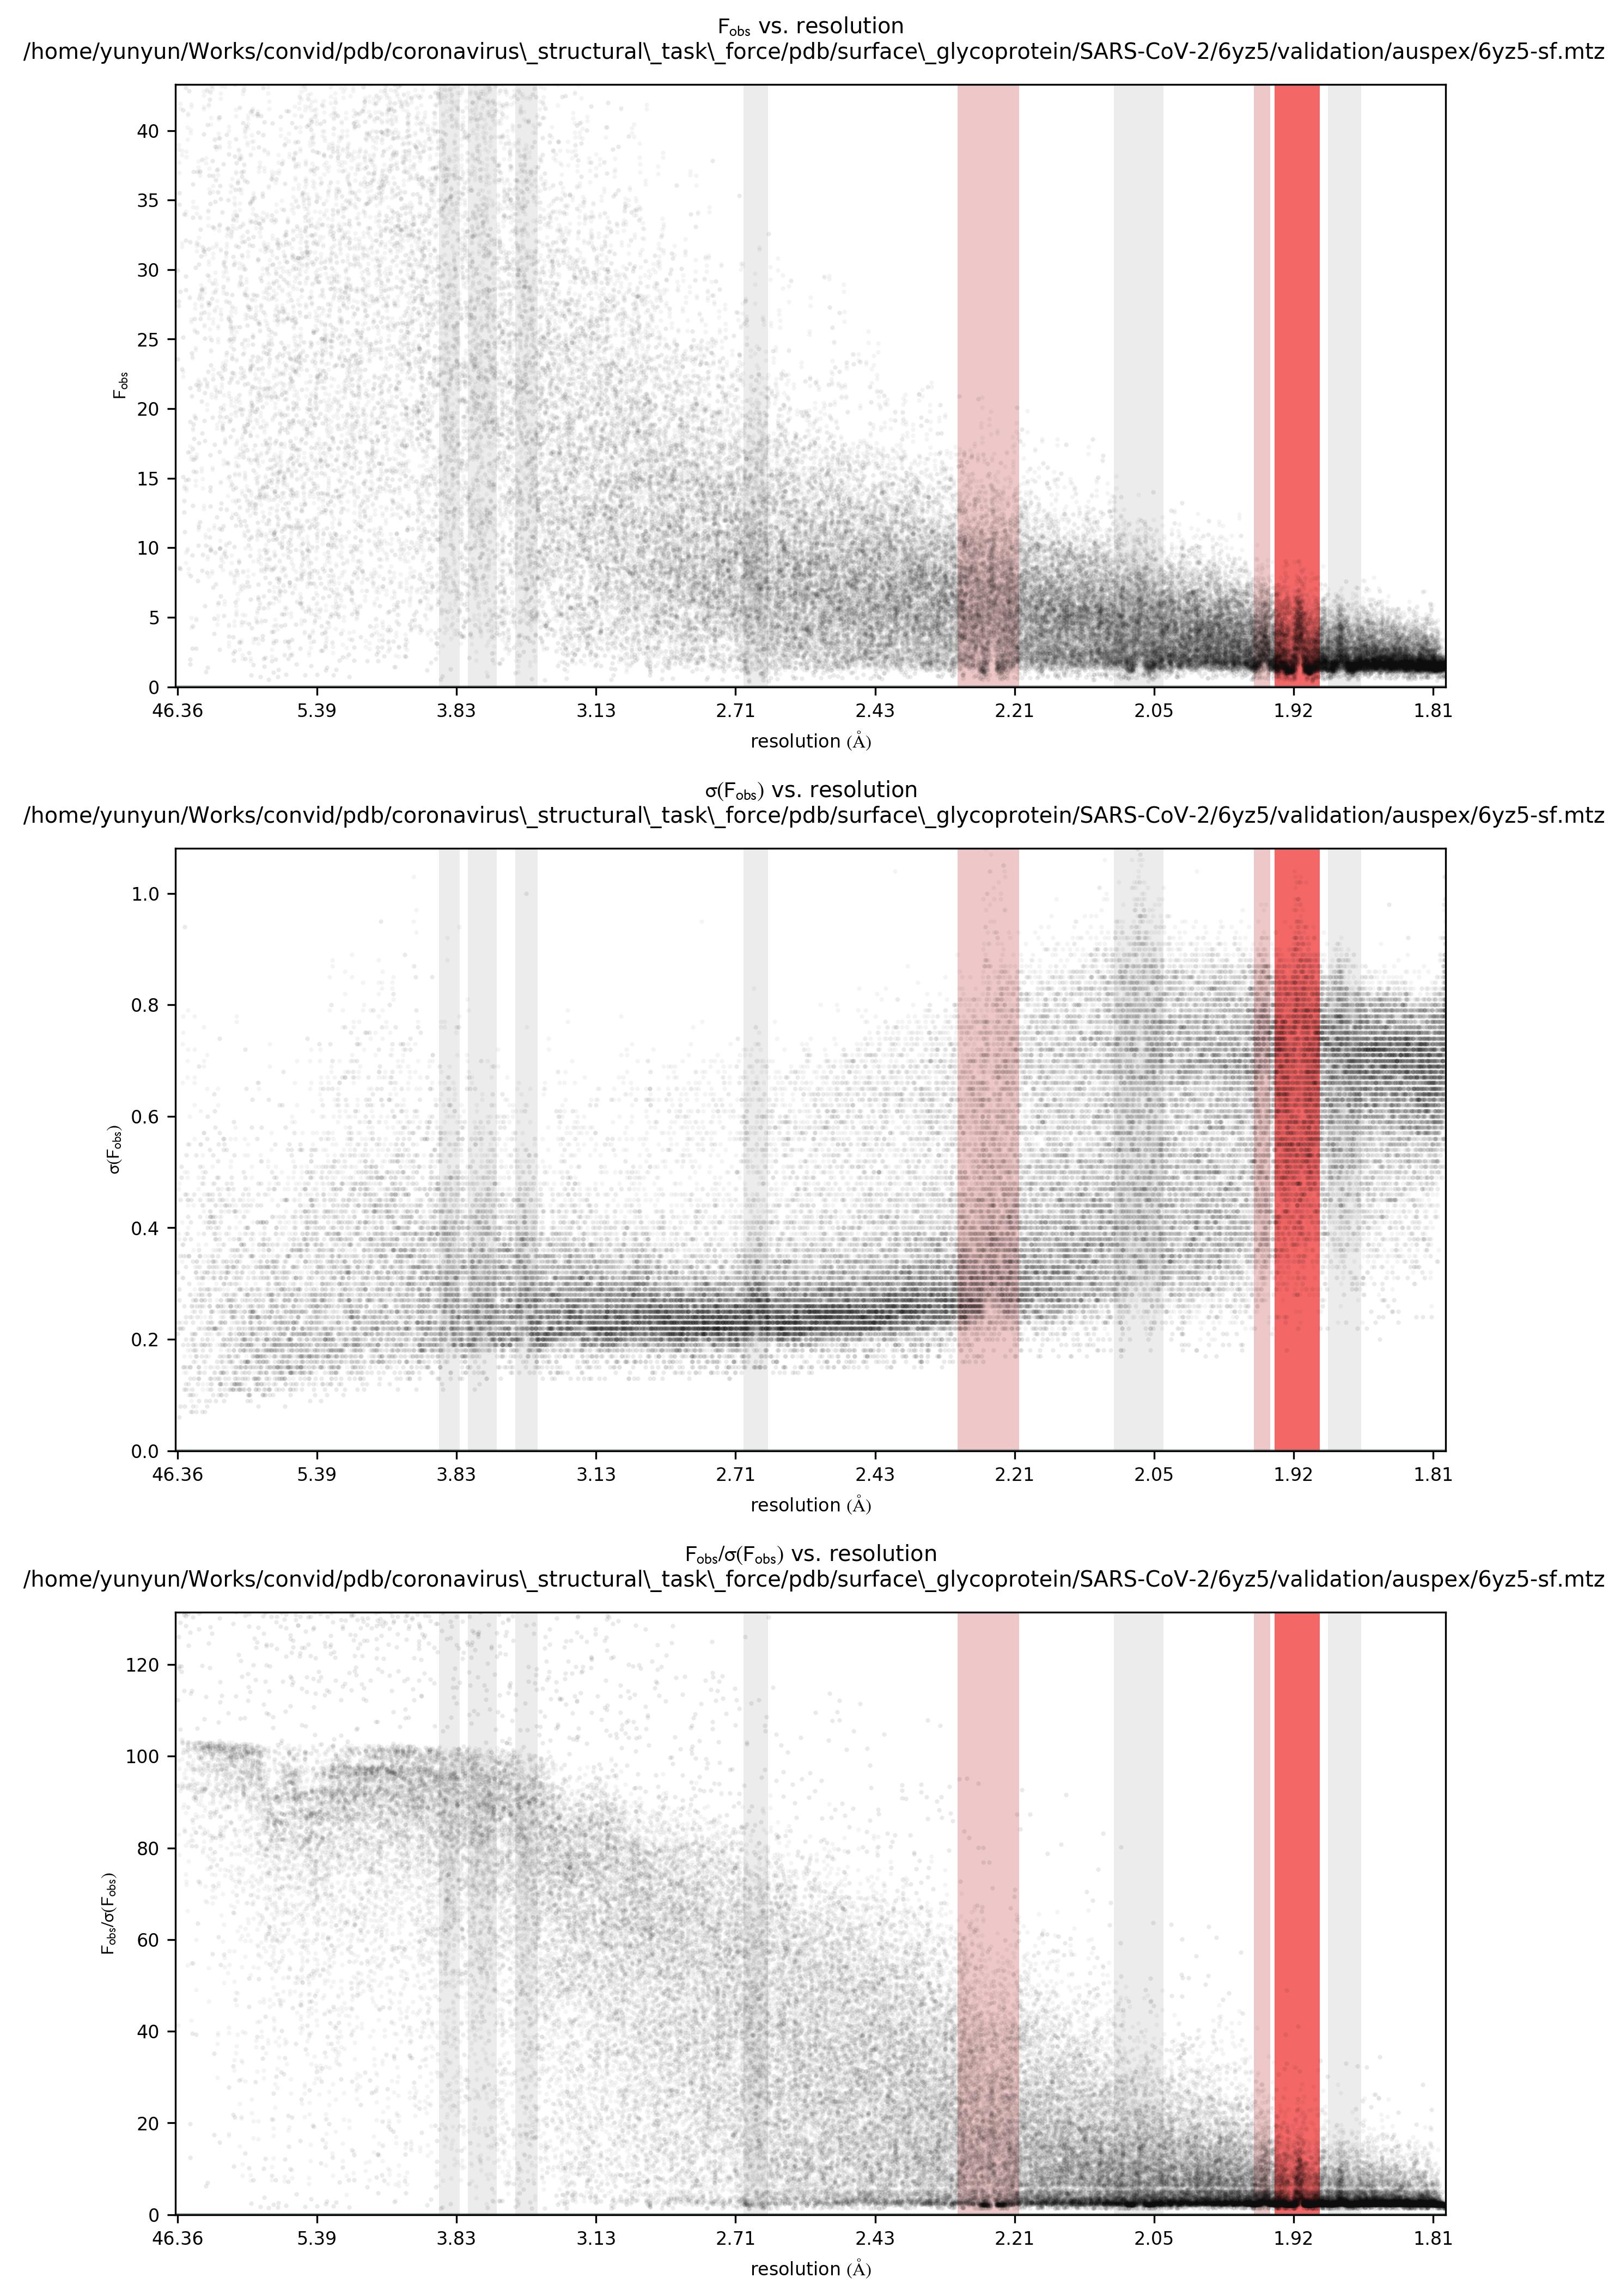 Fobs vs. resolution
/home/yunyun/Works/convid/pdb/coronavirus\_structural\_task\_force/pdb/surface\_glycoprotein/SARS-CoV-2/6yz5/validation/auspex/6yz5-sf.mtz
40
35
30
25
20
15
10
5
0
Fobs
46.36 5.39 3.83 3.13 2.71 2.43 2.21 2.05 1.92 1.81
resolution (Å)
σ(Fobs) vs. resolution
/home/yunyun/Works/convid/pdb/coronavirus\_structural\_task\_force/pdb/surface\_glycoprotein/SARS-CoV-2/6yz5/validation/auspex/6yz5-sf.mtz
1.0
0.8
0.6
0.4
0.2
0.0
σ(Fobs)
46.36 5.39 3.83 3.13 2.71 2.43 2.21 2.05 1.92 1.81
resolution (Å)
Fobs/σ(Fobs) vs. resolution
/home/yunyun/Works/convid/pdb/coronavirus\_structural\_task\_force/pdb/surface\_glycoprotein/SARS-CoV-2/6yz5/validation/auspex/6yz5-sf.mtz
120
100
80
60
40
20
0
Fobs/σ(Fobs)
46.36 5.39 3.83 3.13 2.71 2.43 2.21 2.05 1.92 1.81
resolution (Å)